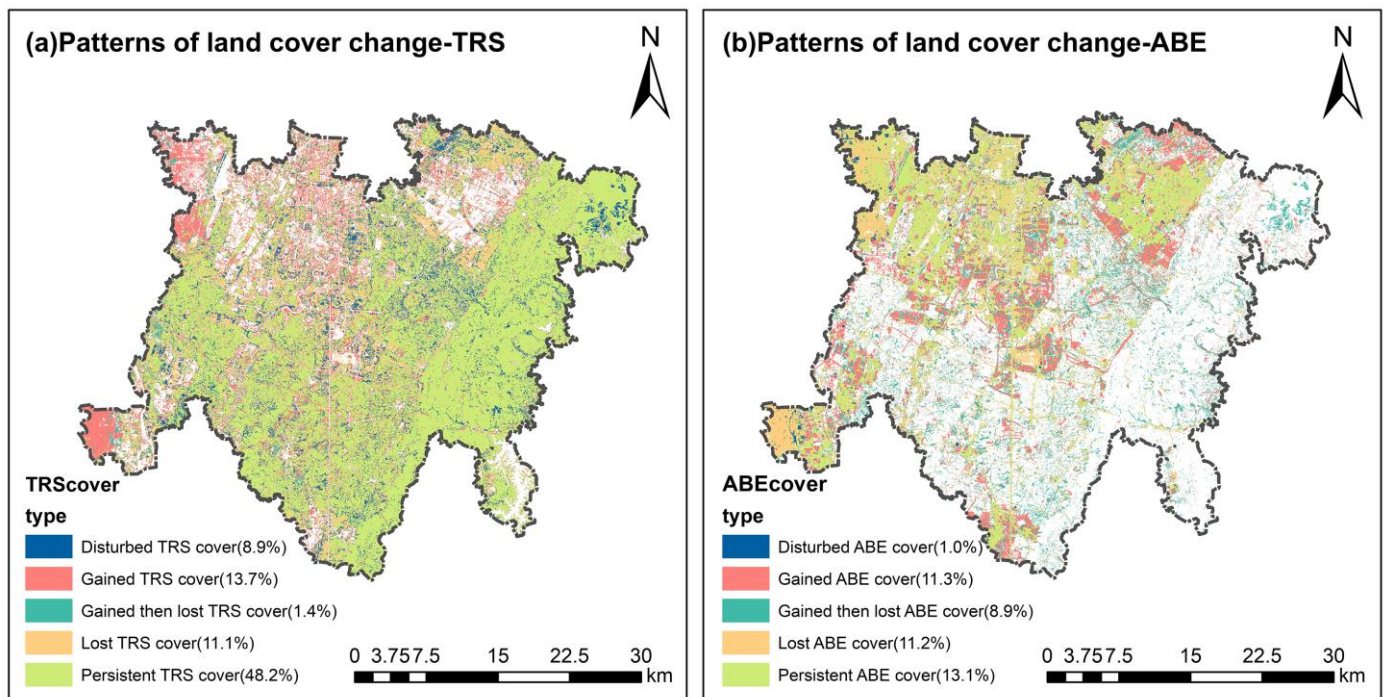 (a)Patterns of land cover change-TRS
N
TRScover
type
Disturbed TRS cover(8.9%)
Gained TRS cover(13.7%)
Gained then lost TRS cover(1.4%)
Lost TRS cover(11.1%)
Persistent TRS cover(48.2%)
0 3.757.5 15 22.5 30
km
(b)Patterns of land cover change-ABE
N
ABEcover
type
Disturbed ABE cover(1.0%)
Gained ABE cover(11.3%)
Gained then lost ABE cover(8.9%)
Lost ABE cover(11.2%)
Persistent ABE cover(13.1%)
0 3.757.5 15 22.5 30
km